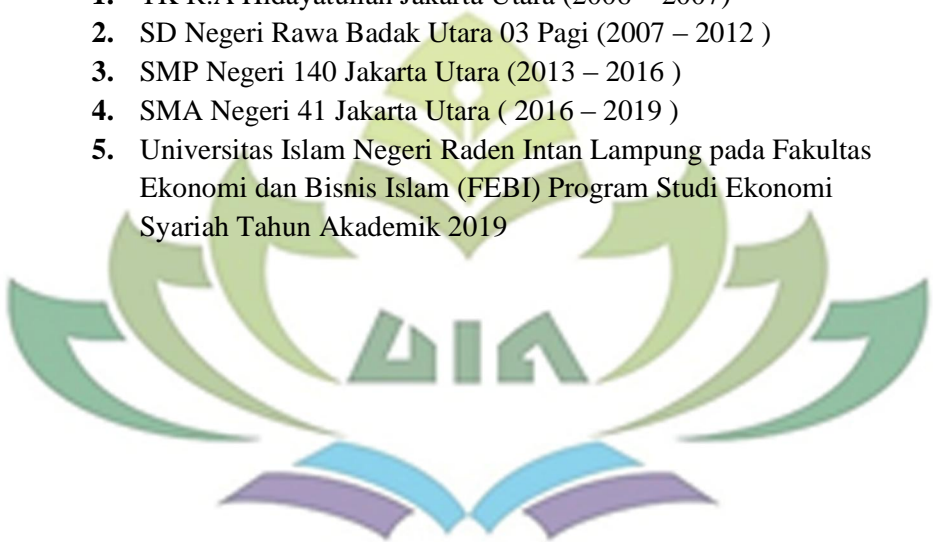 2. SD Negeri Rawa Badak Utara 03 Pagi (2007 – 2012 )
3. SMP Negeri 140 Jakarta Utara (2013 – 2016 )
4. SMA Negeri 41 Jakarta Utara ( 2016 – 2019 )
5. Universitas Islam Negeri Raden Intan Lampung pada Fakultas
Ekonomi dan Bisnis Islam (FEBI) Program Studi Ekonomi
Syariah Tahun Akademik 2019
UIN